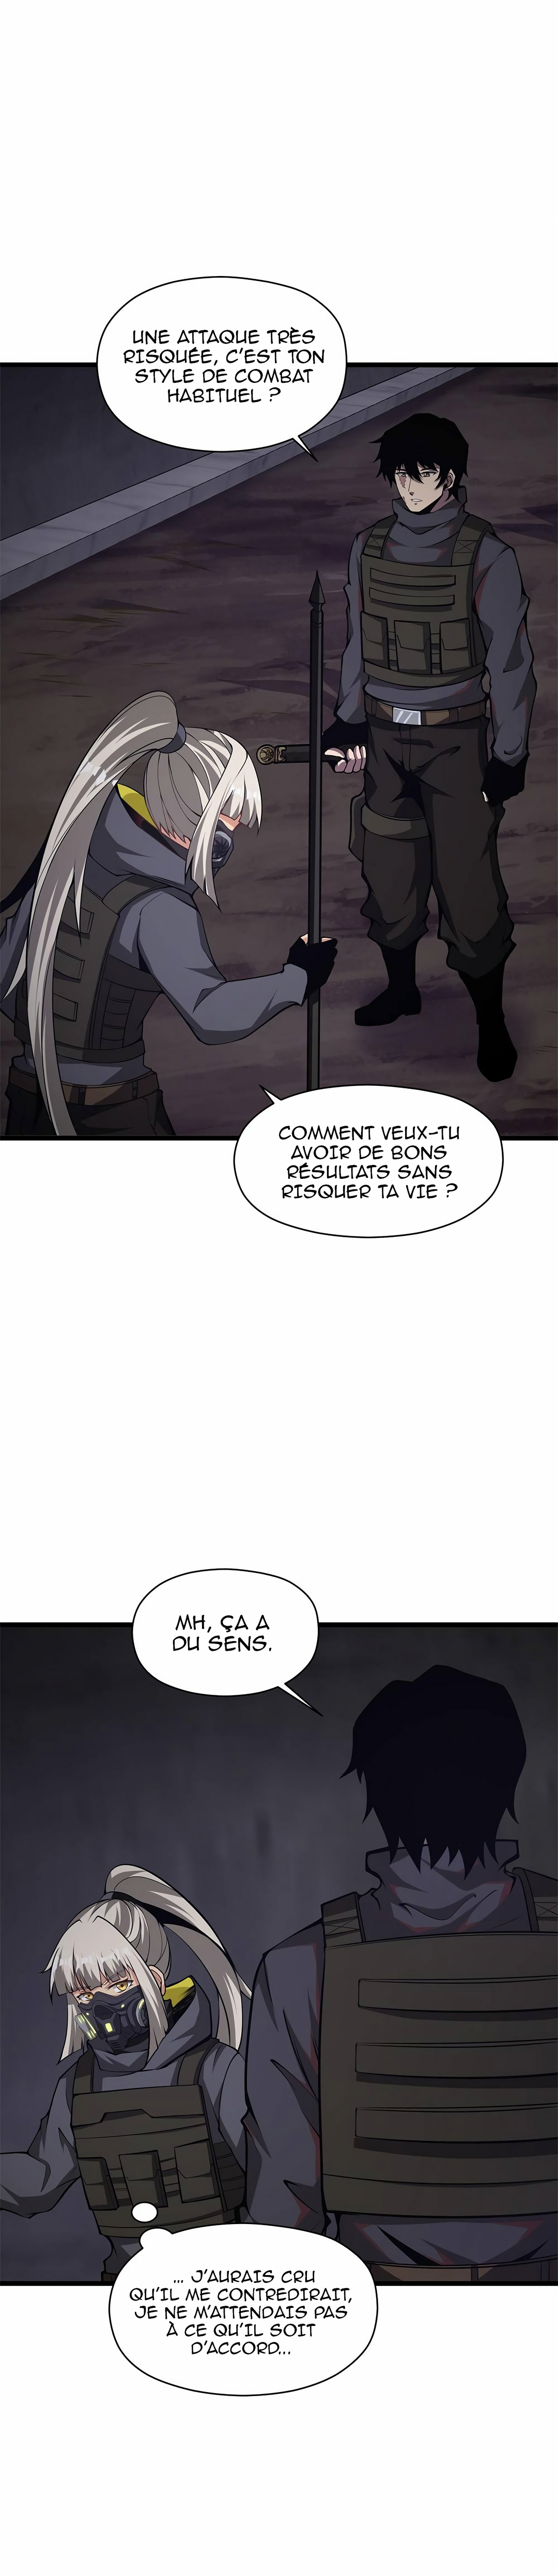 UNE ATTAQUE TRÈS
RISQUÉE, C'EST TON
STYLE DE COMBAT
HABITUEL ?
COMMENT VEUX-TU
AVOIR DE BONS
RÉSULTATS SANS
RISQUER TA VIE ?
MH, ÇA A
DU SENS.
... J'AURAIS CRU
QU'IL ME CONTREDIRAIT,
JE NE M'ATTENDAIS PAS
À CE QU'IL SOIT
D'ACCORD...